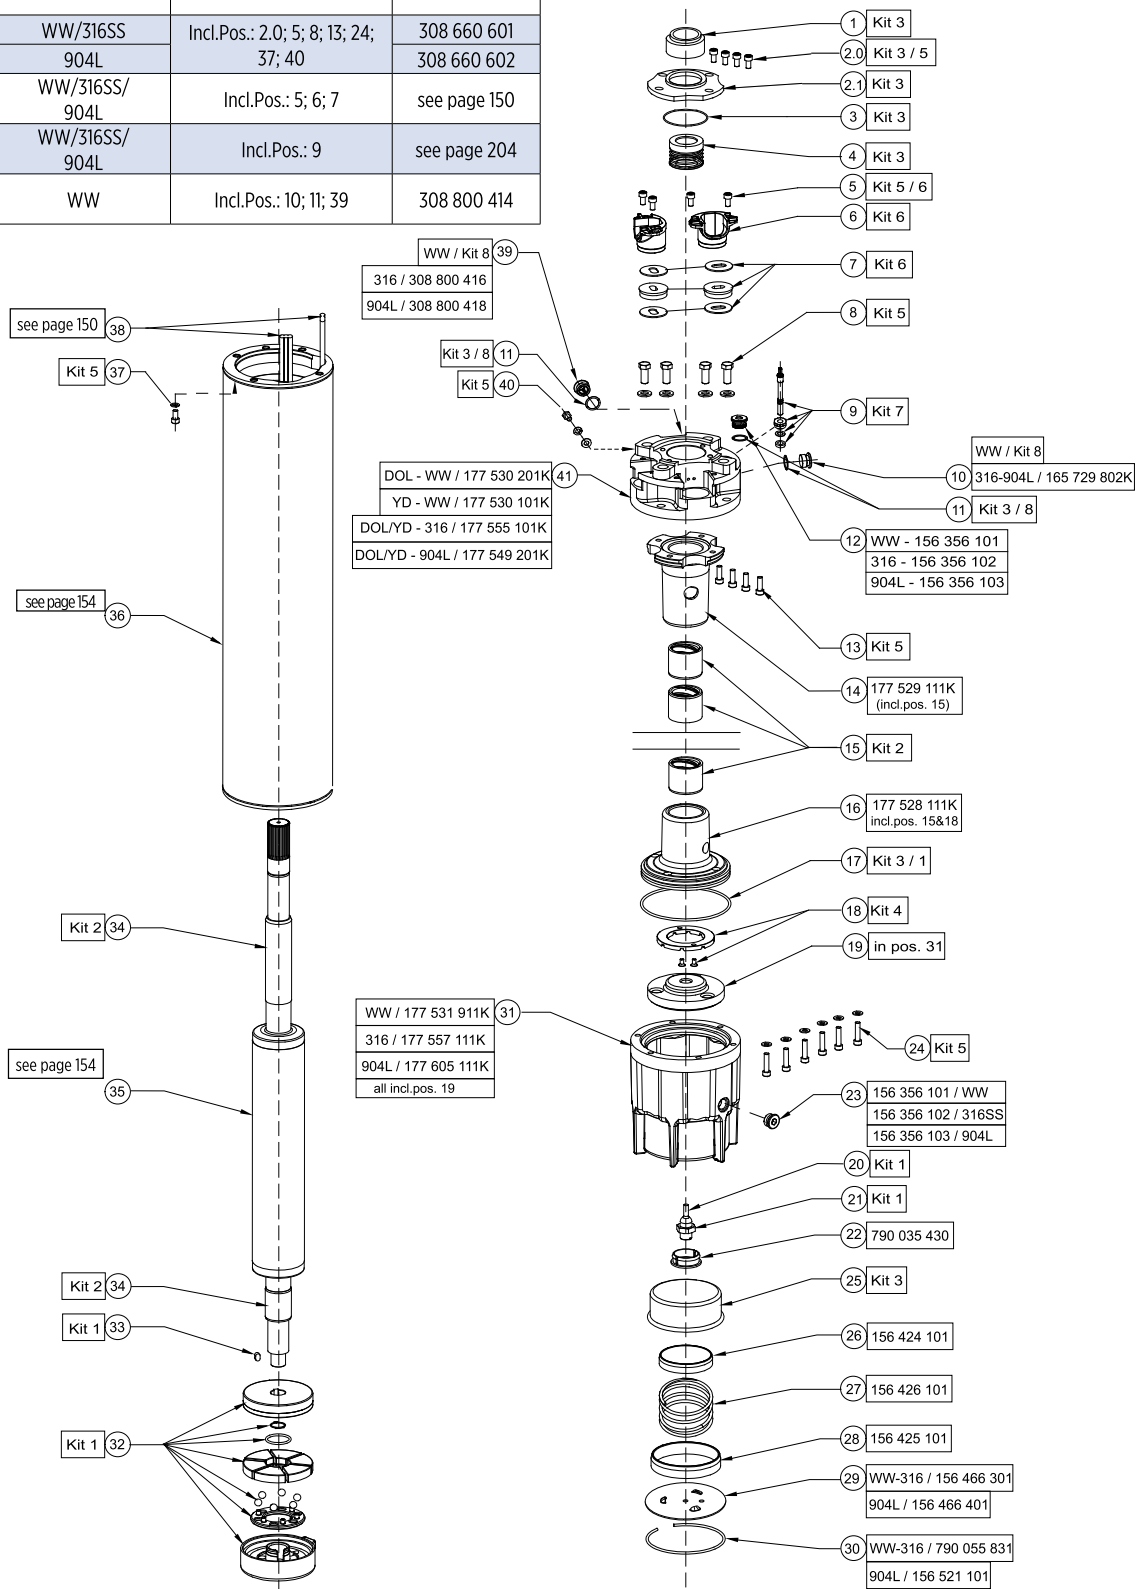 WW/316SS
Incl.Pos.: 2.0; 5; 8; 13; 24;
37; 40
308 660 601
904L
308 660 602
WW/316SS/
904L
Incl.Pos.: 5; 6; 7
see page 150
WW/316SS/
904L
Incl.Pos.: 9
see page 204
WW
Incl.Pos.: 10; 11; 39
308 800 414
1 Kit 3
2.0 Kit 3 / 5
2.1 Kit 3
3 Kit 3
4 Kit 3
5 Kit 5 / 6
6 Kit 6
7 Kit 6
8 Kit 5
9 Kit 7
WW / Kit 8
10 316-904L / 165 729 802K
11 Kit 3 / 8
12 WW - 156 356 101
316 - 156 356 102
904L - 156 356 103
13 Kit 5
14 177 529 111K
(incl.pos. 15)
15 Kit 2
16 177 528 111K
incl.pos. 15&18
17 Kit 3 / 1
18 Kit 4
19 in pos. 31
24 Kit 5
23 156 356 101 / WW
156 356 102 / 316SS
156 356 103 / 904L
20 Kit 1
21 Kit 1
22 790 035 430
25 Kit 3
26 156 424 101
27 156 426 101
28 156 425 101
29 WW-316 / 156 466 301
904L / 156 466 401
30 WW-316 / 790 055 831
904L / 156 521 101
WW / Kit 8 39
316 / 308 800 416
904L / 308 800 418
Kit 3 / 8 11
Kit 5 40
DOL - WW / 177 530 201K 41
YD - WW / 177 530 101K
DOL/YD - 316 / 177 555 101K
DOL/YD - 904L / 177 549 201K
WW / 177 531 911K 31
316 / 177 557 111K
904L / 177 605 111K
all incl.pos. 19
see page 150 38
Kit 5 37
see page 154 36
Kit 2 34
see page 154
35
Kit 2 34
Kit 1 33
Kit 1 32